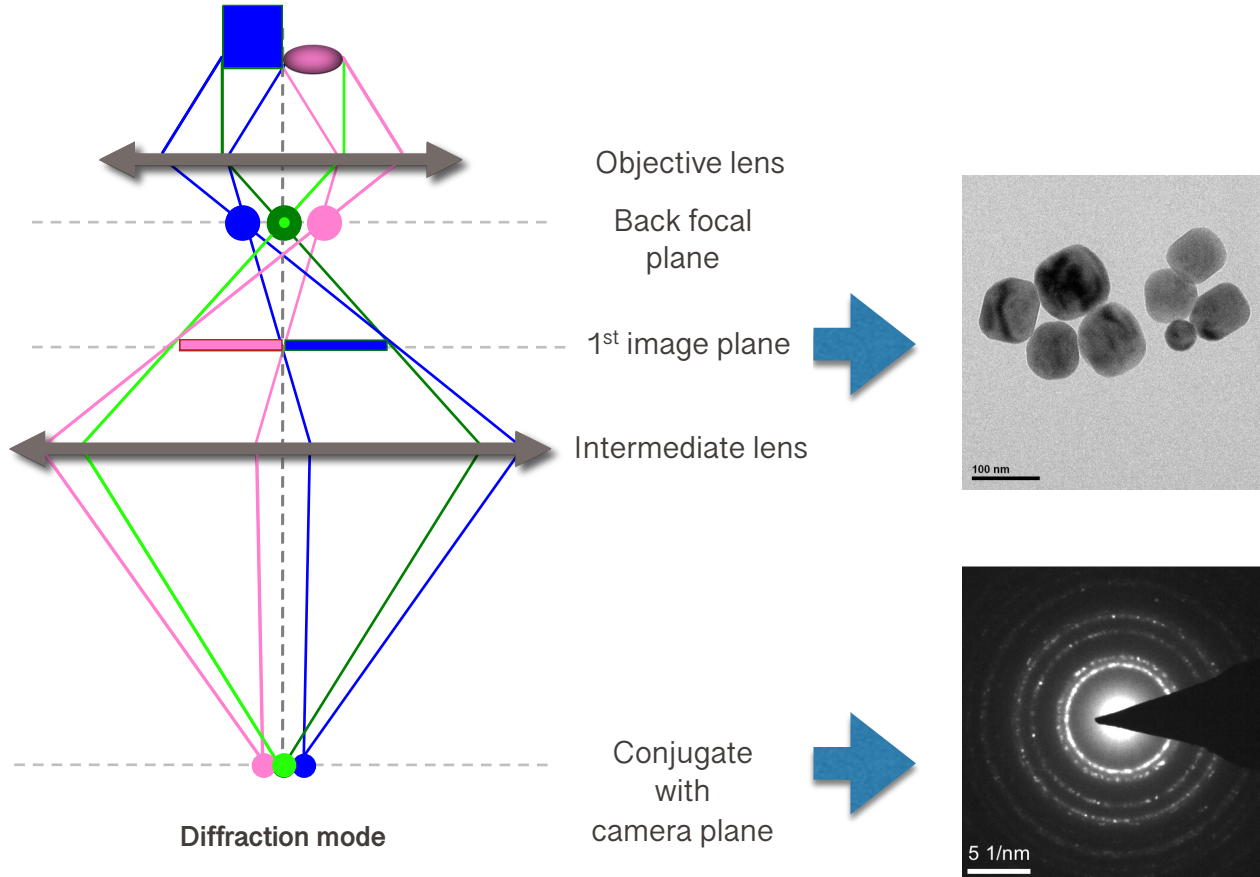 Objective lens
Back focal
plane
1st image plane
Intermediate lens
100 nm
Conjugate
with
camera plane
Diffraction mode
5 1/nm